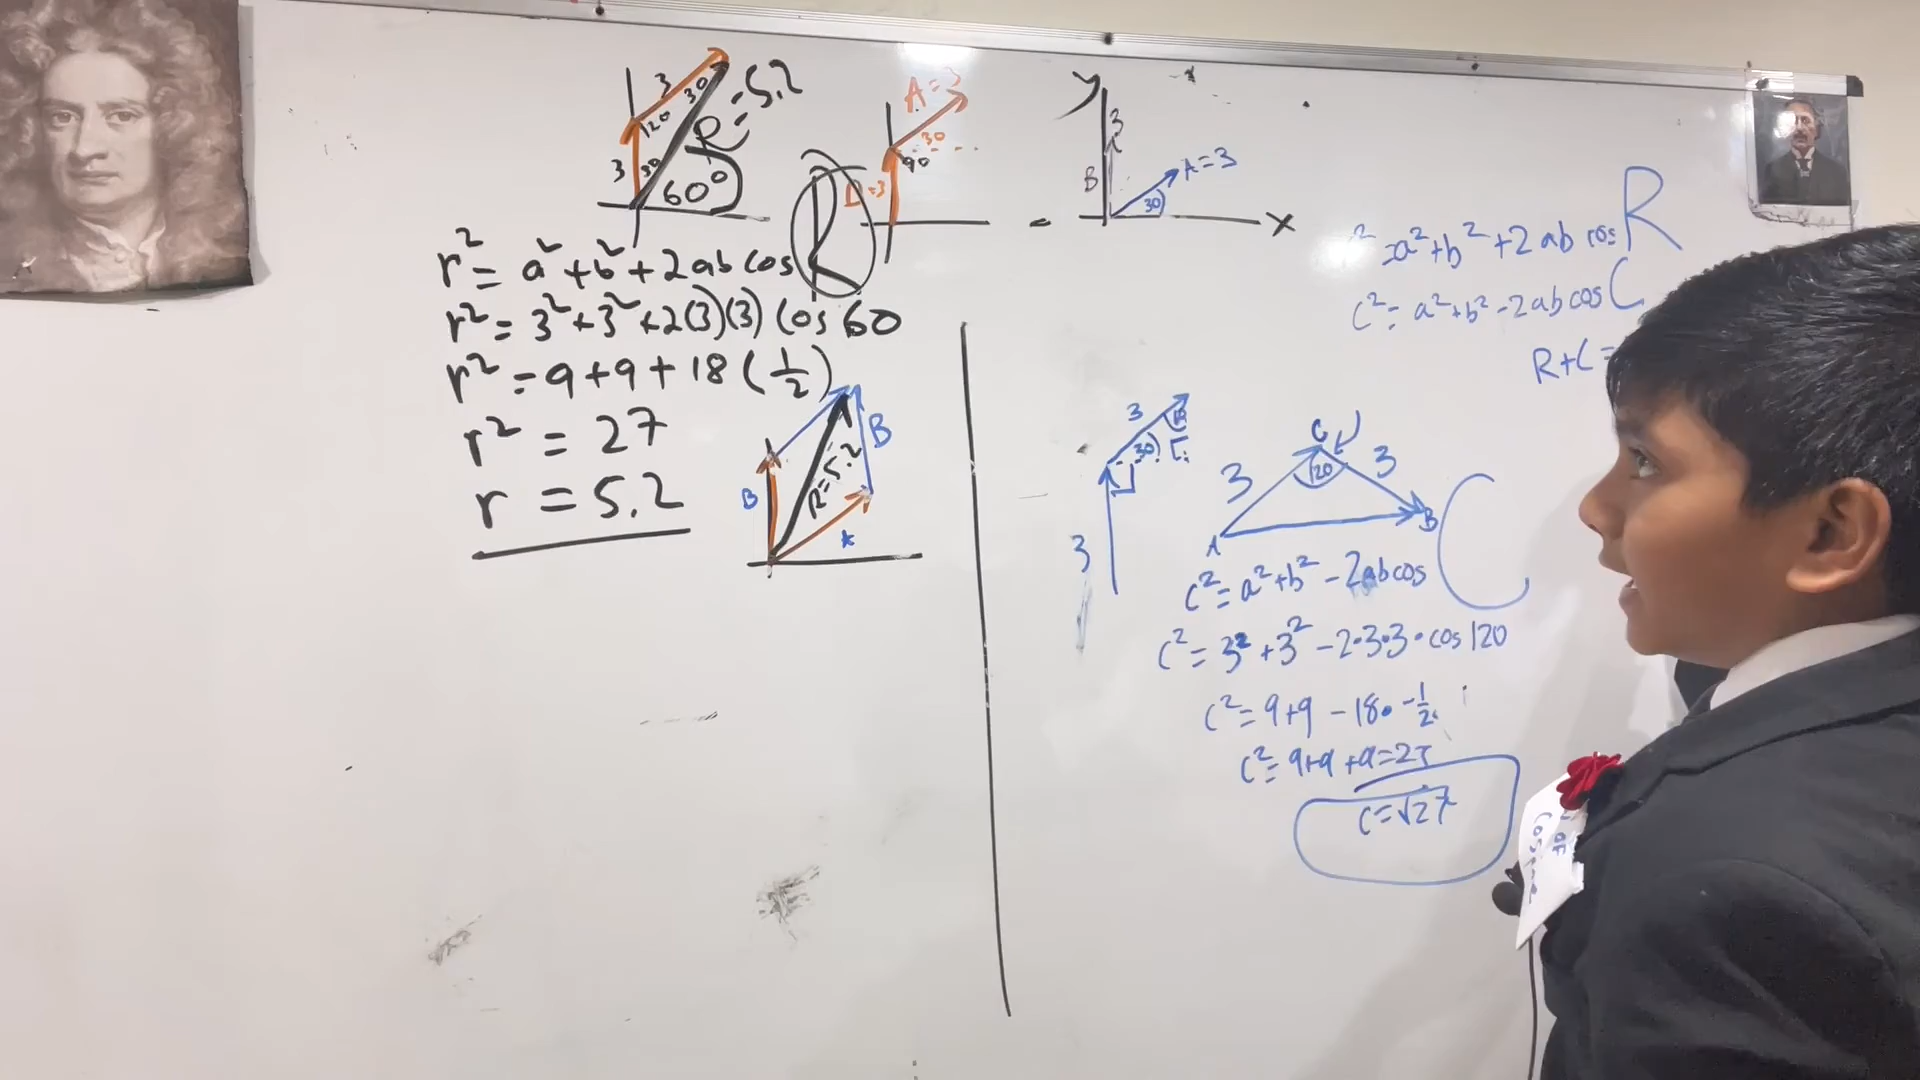 3
30
R=5.2
120
3
30
60°
A=3
30
90
B=3
y
3
B
A=3
30
x
r² = a² + b² + 2ab cos R
r² = 3² + 3² + 2(3)(3) cos 60
r² = 9+9+18(1/2)
r² = 27
r = 5.2
B
B
R=5.2
A
² =a²+b²+2ab cos R
C² = a²+b²-2ab cos C
R+C=
3
R
30
3
C
3
120
3
A
B
C² = a²+b² - 2ab cos C
C² = 3² + 3² - 2·3·3· cos 120
C² = 9+9 - 18 · -1/2
C² = 9+9+9=27
C=√27
OF
Cosine